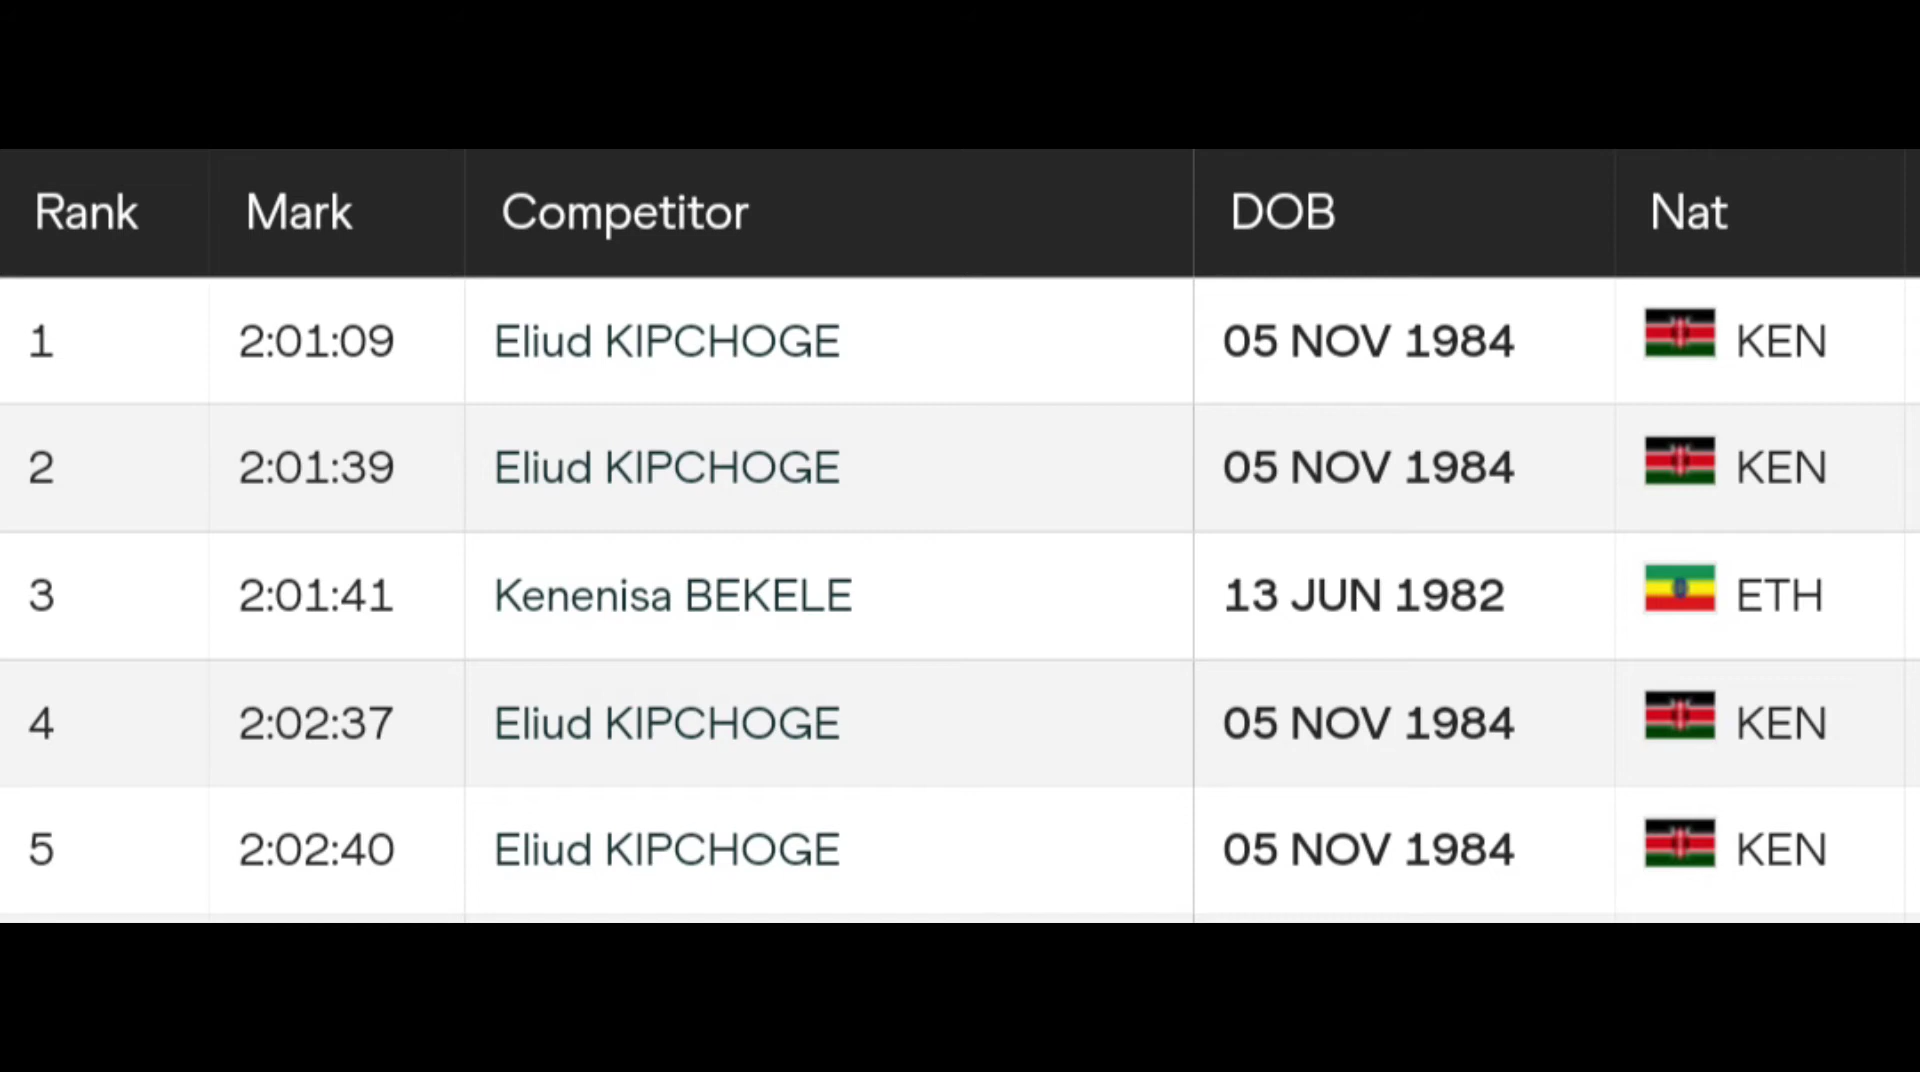 Rank Mark Competitor DOB Nat
1 2:01:09 Eliud KIPCHOGE 05 NOV 1984 KEN
2 2:01:39 Eliud KIPCHOGE 05 NOV 1984 KEN
3 2:01:41 Kenenisa BEKELE 13 JUN 1982 ETH
4 2:02:37 Eliud KIPCHOGE 05 NOV 1984 KEN
5 2:02:40 Eliud KIPCHOGE 05 NOV 1984 KEN